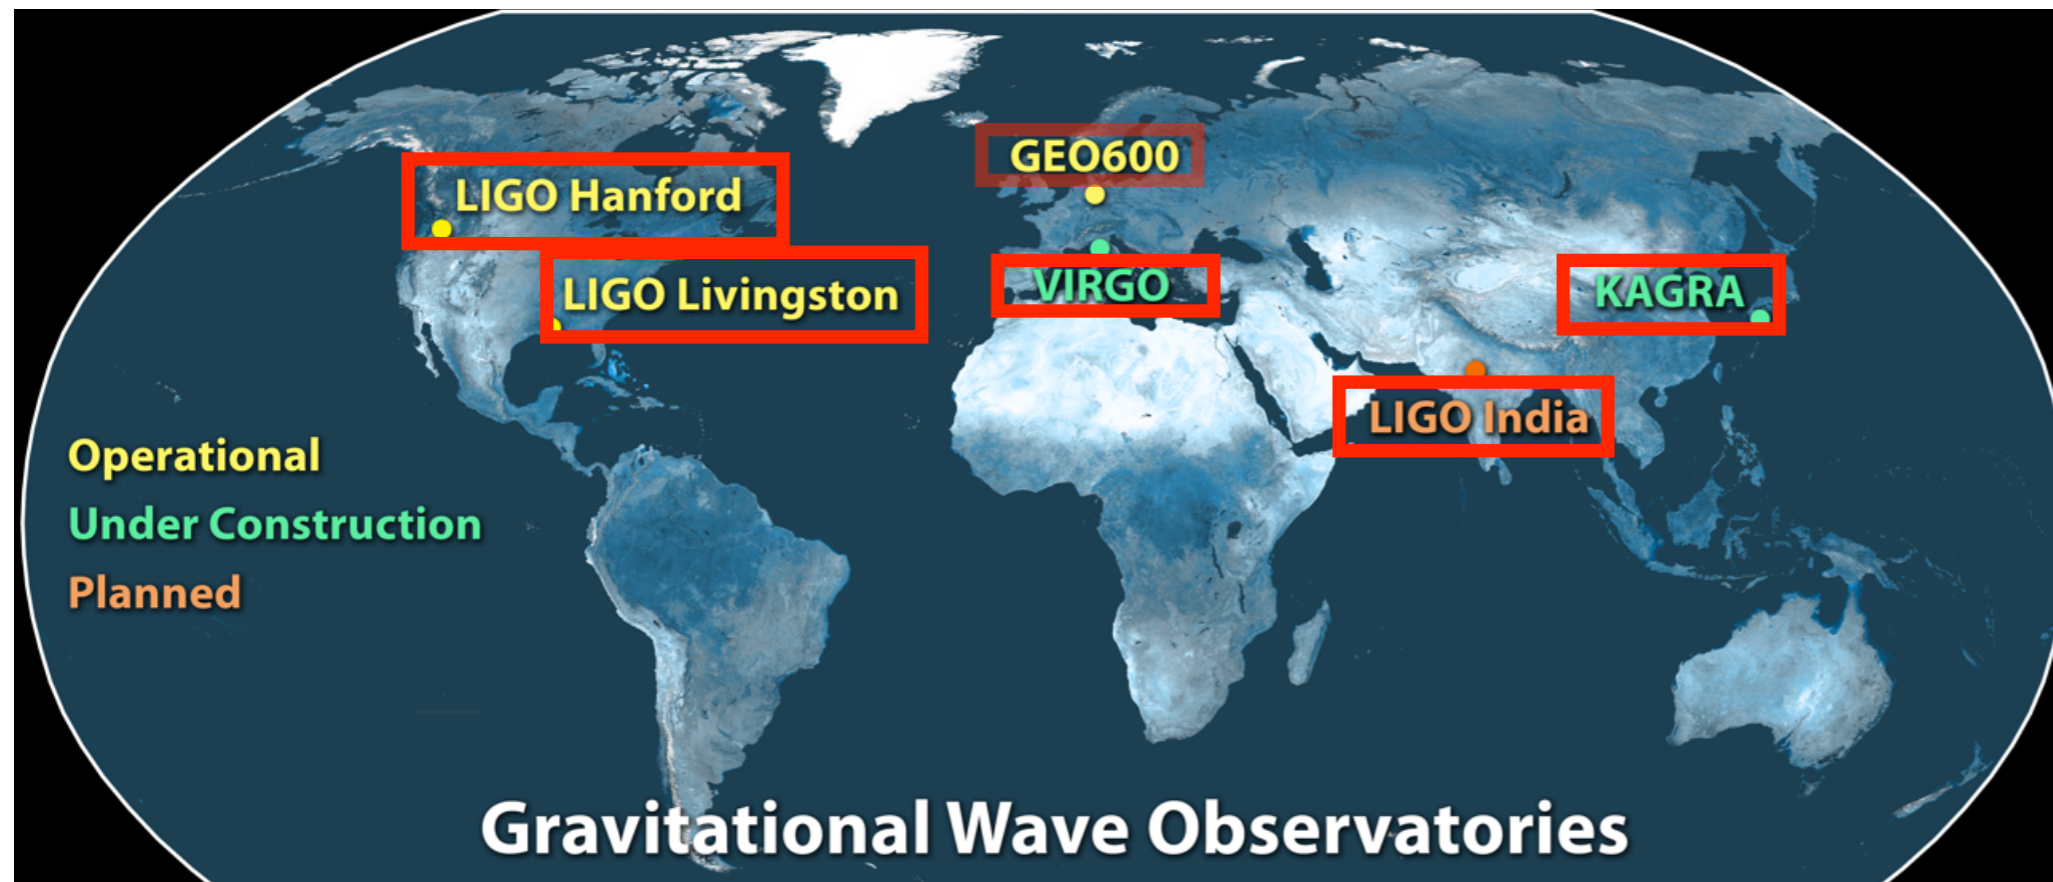 GEO600
LIGO Hanford
LIGO Livingston
VIRGO
KAGRA
LIGO India
Operational
Under Construction
Planned
Gravitational Wave Observatories